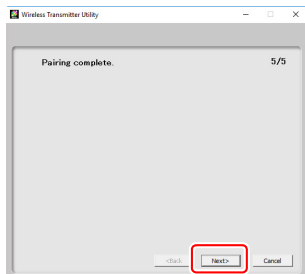 Wireless Transmitter Utility
Pairing complete. 5/5
<Back Next> Cancel